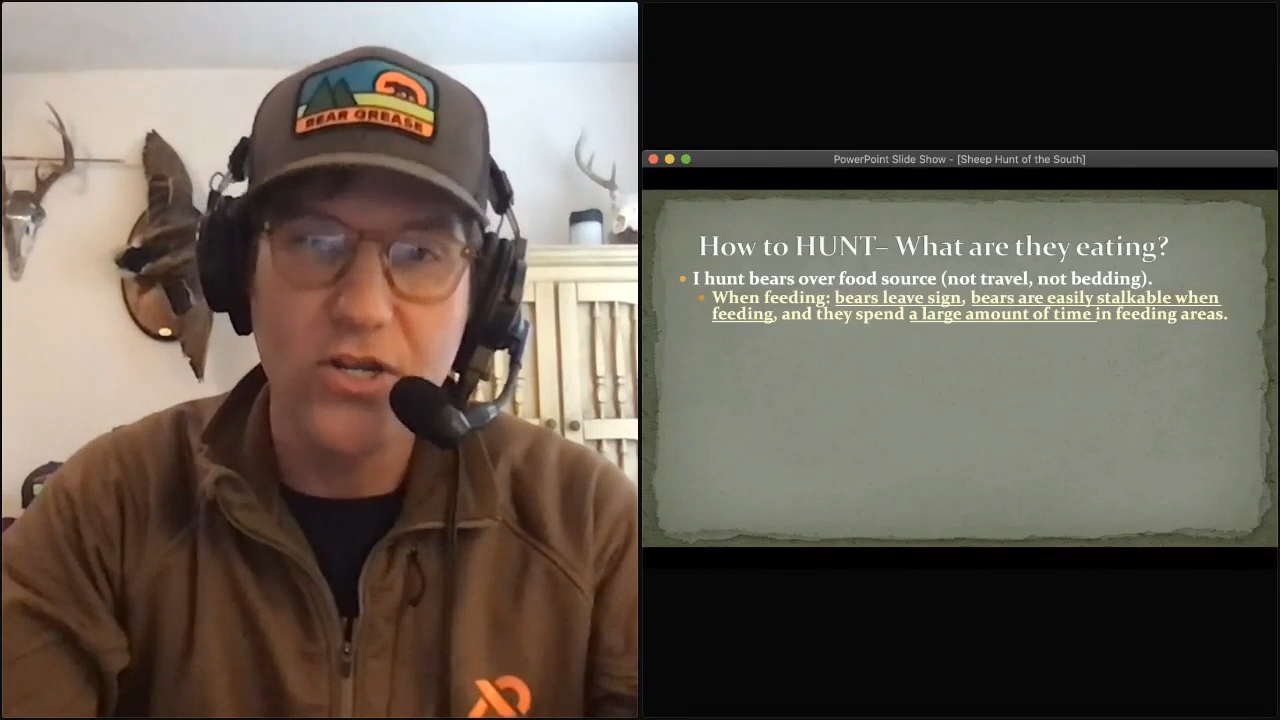 BEAR GREASE
PowerPoint Slide Show - [Sheep Hunt of the South]
How to HUNT– What are they eating?
• I hunt bears over food source (not travel, not bedding).
• When feeding: bears leave sign, bears are easily stalkable when
feeding, and they spend a large amount of time in feeding areas.